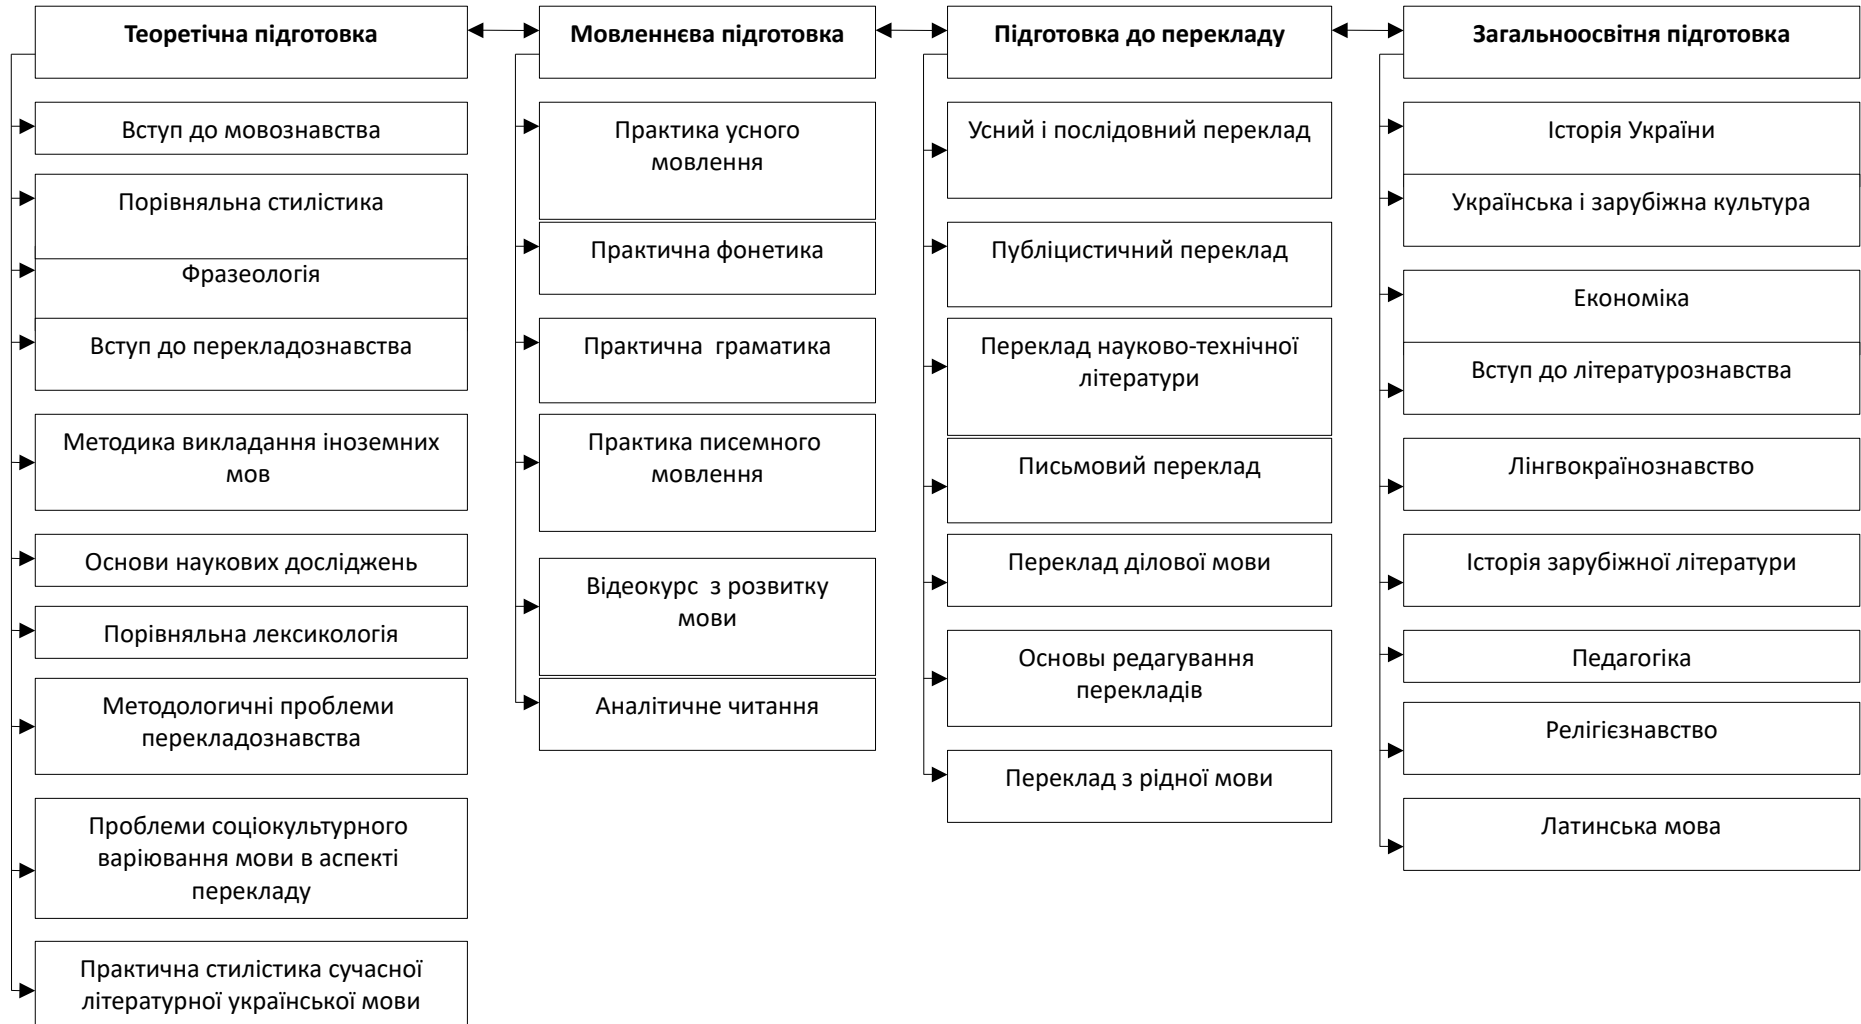 Теоретічна підготовка
Вступ до мовознавства
Порівняльна стилістика
Фразеологія
Вступ до перекладознавства
Методика викладання іноземних
мов
Основи наукових досліджень
Порівняльна лексикологія
Методологичні проблеми
перекладознавства
Проблеми соціокультурного
варіювання мови в аспекті
перекладу
Практична стилістика сучасної
літературної української мови
Мовленнєва підготовка
Практика усного
мовлення
Практична фонетика
Практична  граматика
Практика писемного
мовлення
Відеокурс  з розвитку
мови
Аналітичне читання
Підготовка до перекладу
Усний і послідовний переклад
Публіцистичний переклад
Переклад науково-технічної
літератури
Письмовий переклад
Переклад ділової мови
Основы редагування
перекладів
Переклад з рідної мови
Загальноосвітня підготовка
Історія України
Українська і зарубіжна культура
Економіка
Вступ до літературознавства
Лінгвокраїнознавство
Історія зарубіжної літератури
Педагогіка
Релігієзнавство
Латинська мова